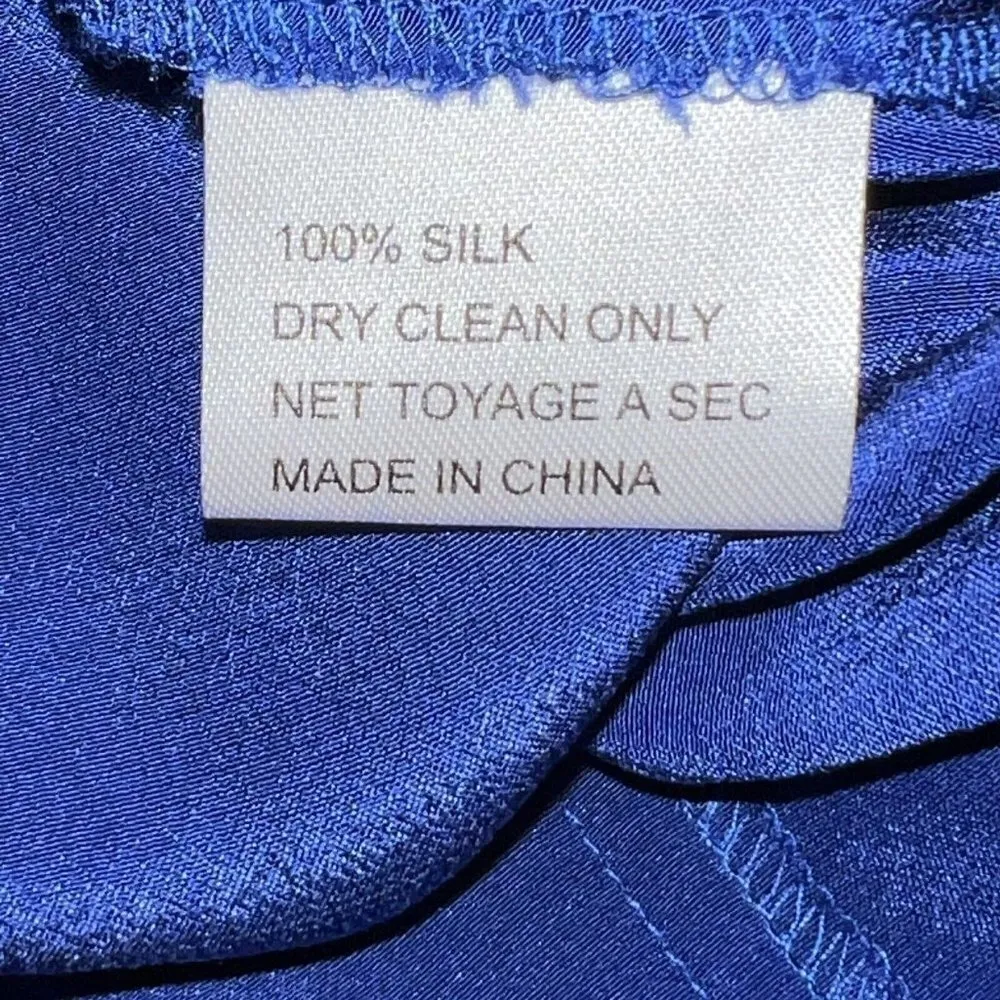 100% SILK
DRY CLEAN ONLY
NET TOYAGE A SEC
MADE IN CHINA